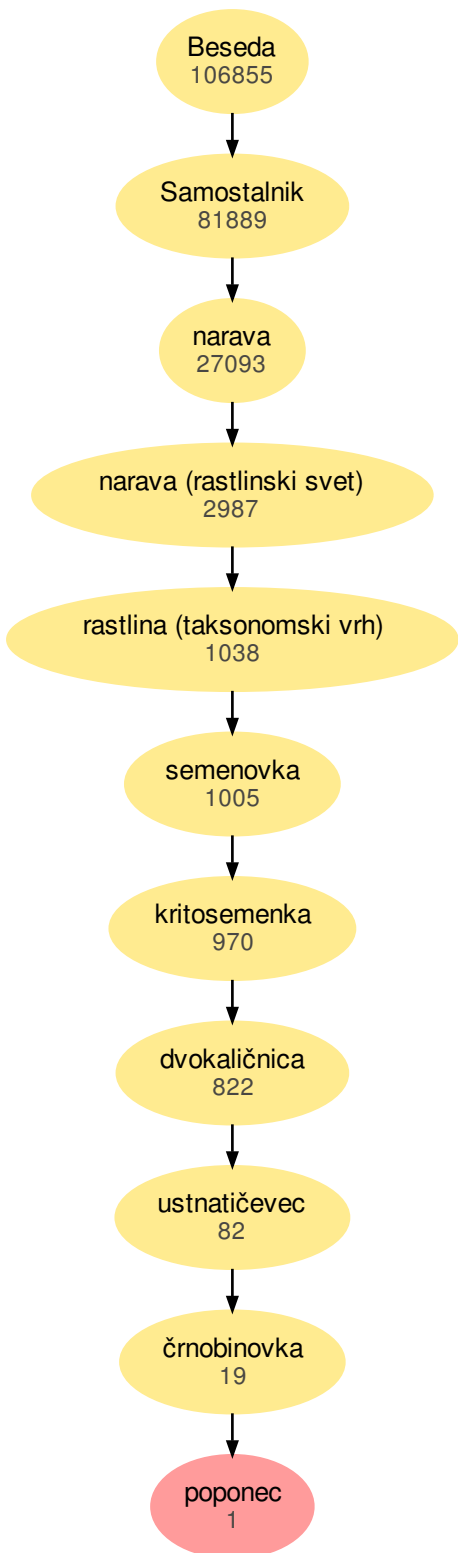 Beseda
106855
Samostalnik
81889
narava
27093
narava (rastlinski svet)
2987
rastlina (taksonomski vrh)
1038
semenovka
1005
kritosemenka
970
dvokaličnica
822
ustnatičevec
82
črnobinovka
19
poponec
1